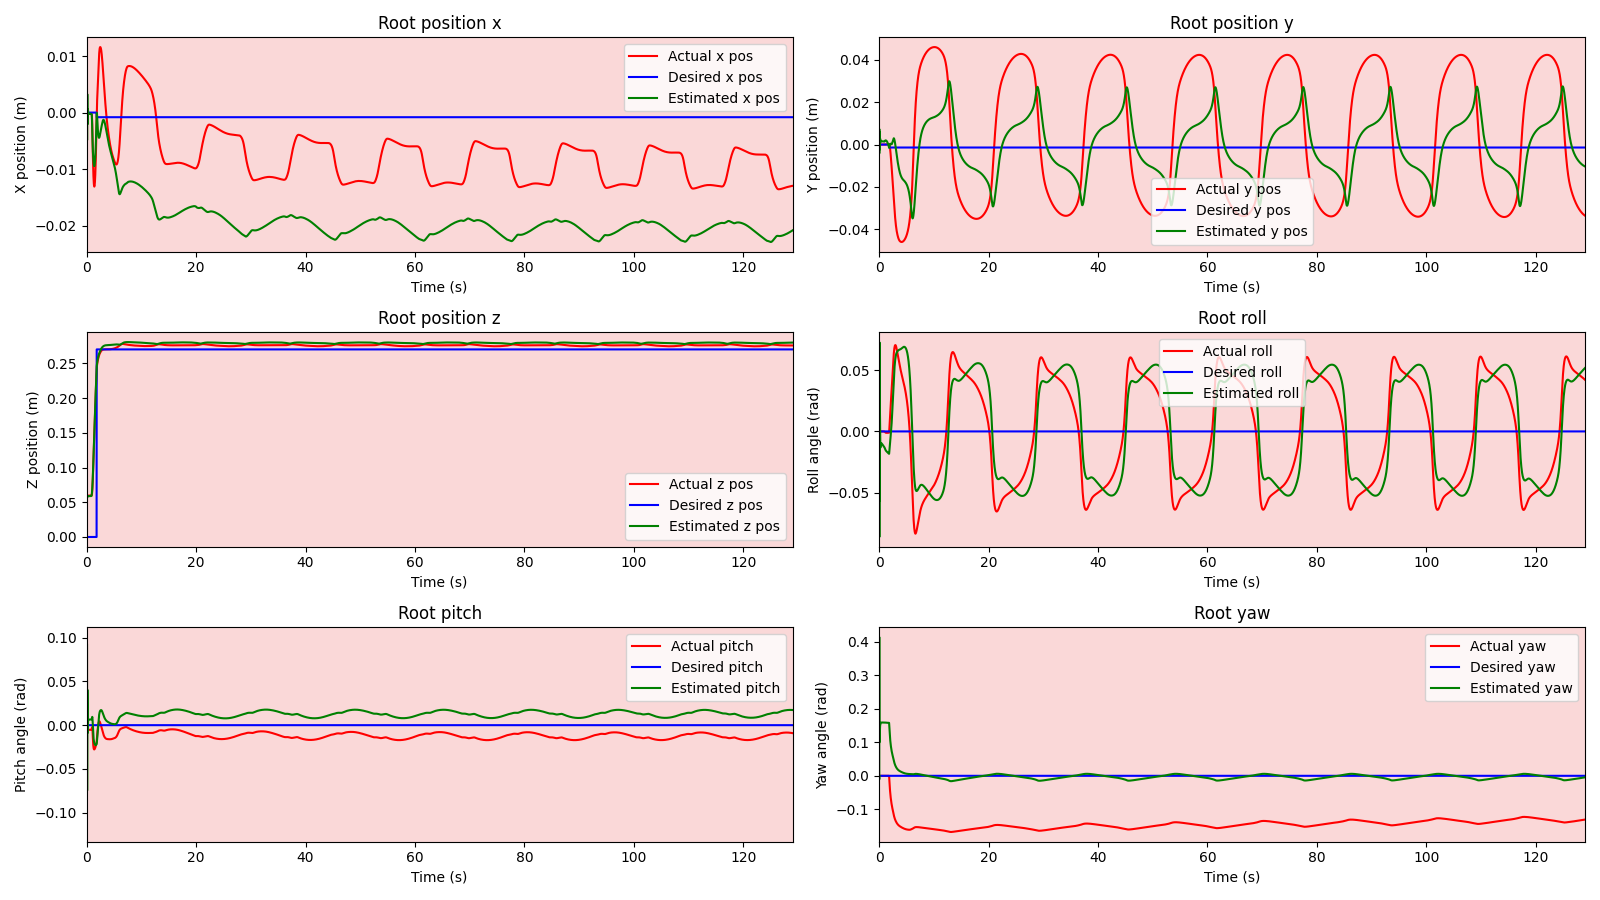 Root position x
X position (m)
0.01
0.00
−0.01
−0.02
Actual x pos
Desired x pos
Estimated x pos
0 20 40 60 80 100 120
Time (s)
Root position y
Y position (m)
0.04
0.02
0.00
−0.02
−0.04
Actual y pos
Desired y pos
Estimated y pos
0 20 40 60 80 100 120
Time (s)
Root position z
Z position (m)
0.25
0.20
0.15
0.10
0.05
0.00
Actual z pos
Desired z pos
Estimated z pos
0 20 40 60 80 100 120
Time (s)
Root roll
Roll angle (rad)
0.05
0.00
−0.05
Actual roll
Desired roll
Estimated roll
0 20 40 60 80 100 120
Time (s)
Root pitch
Pitch angle (rad)
0.10
0.05
0.00
−0.05
−0.10
Actual pitch
Desired pitch
Estimated pitch
0 20 40 60 80 100 120
Time (s)
Root yaw
Yaw angle (rad)
0.4
0.3
0.2
0.1
0.0
−0.1
Actual yaw
Desired yaw
Estimated yaw
0 20 40 60 80 100 120
Time (s)